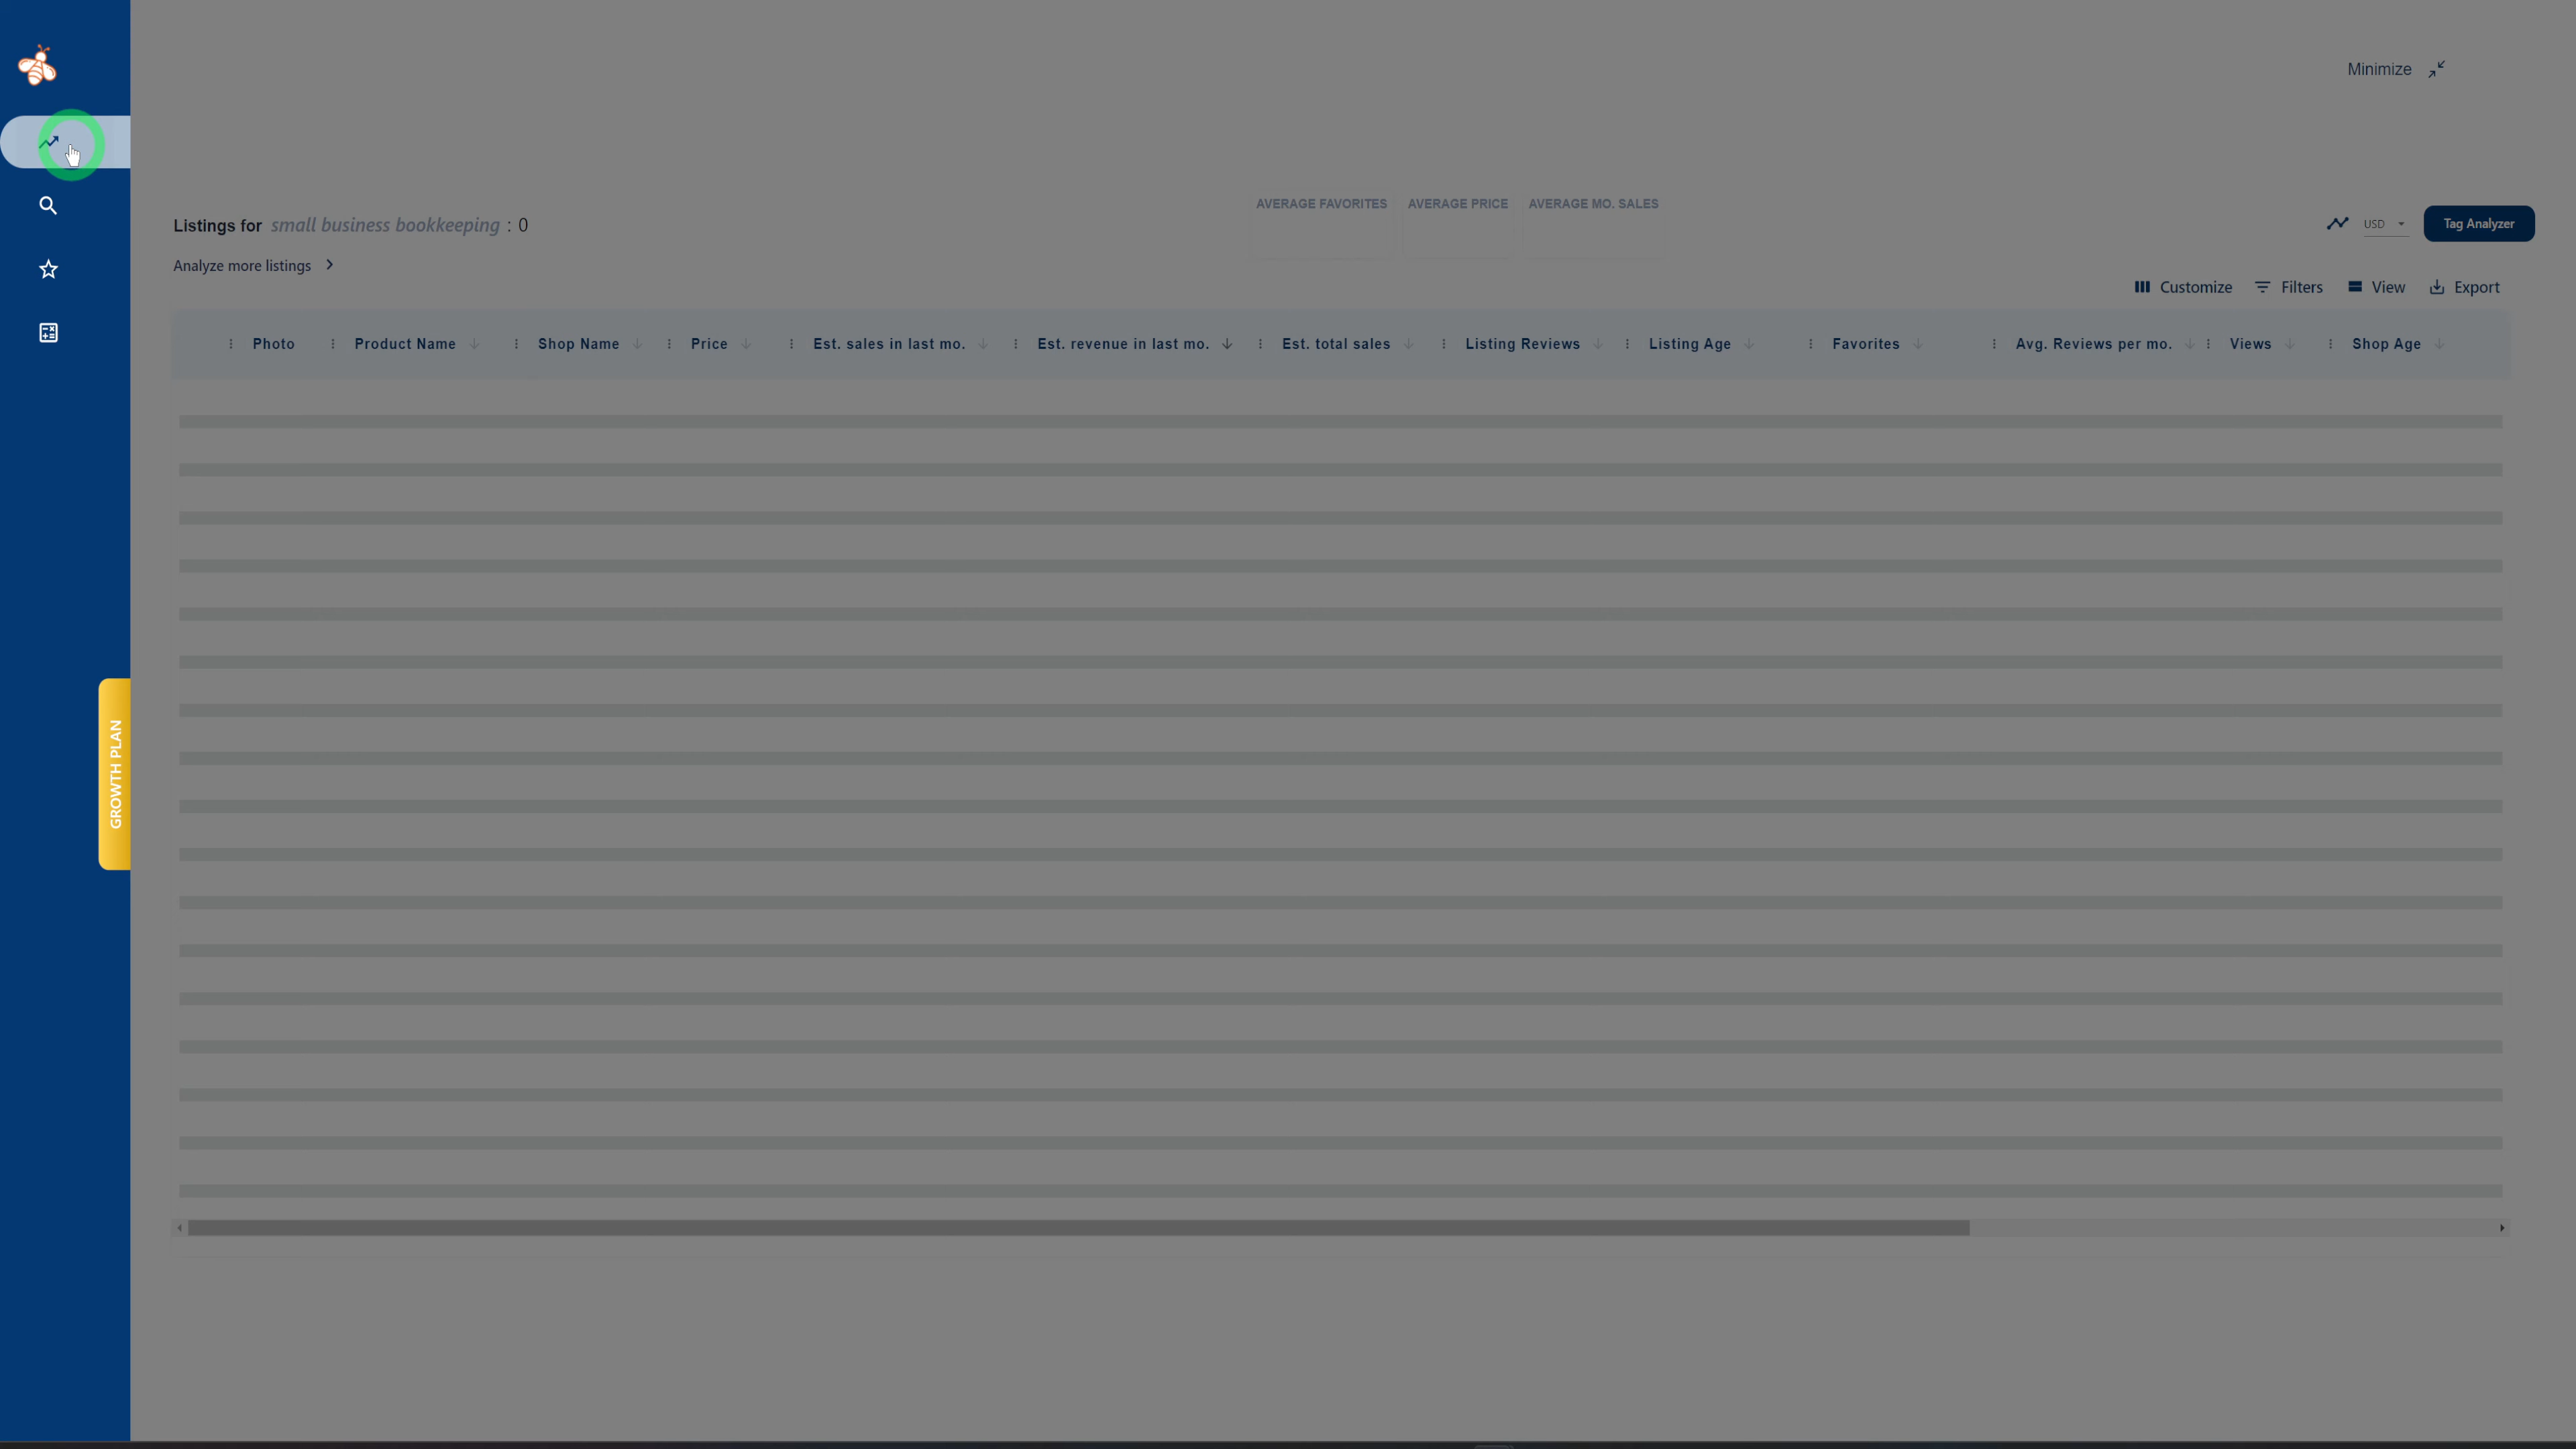 Minimize
Listings for small business bookkeeping : 0
AVERAGE FAVORITES AVERAGE PRICE AVERAGE MO. SALES
USD Tag Analyzer
Analyze more listings
Customize Filters View Export
Photo Product Name Shop Name Price Est. sales in last mo. Est. revenue in last mo. Est. total sales Listing Reviews Listing Age Favorites Avg. Reviews per mo. Views Shop Age
GROWTH PLAN